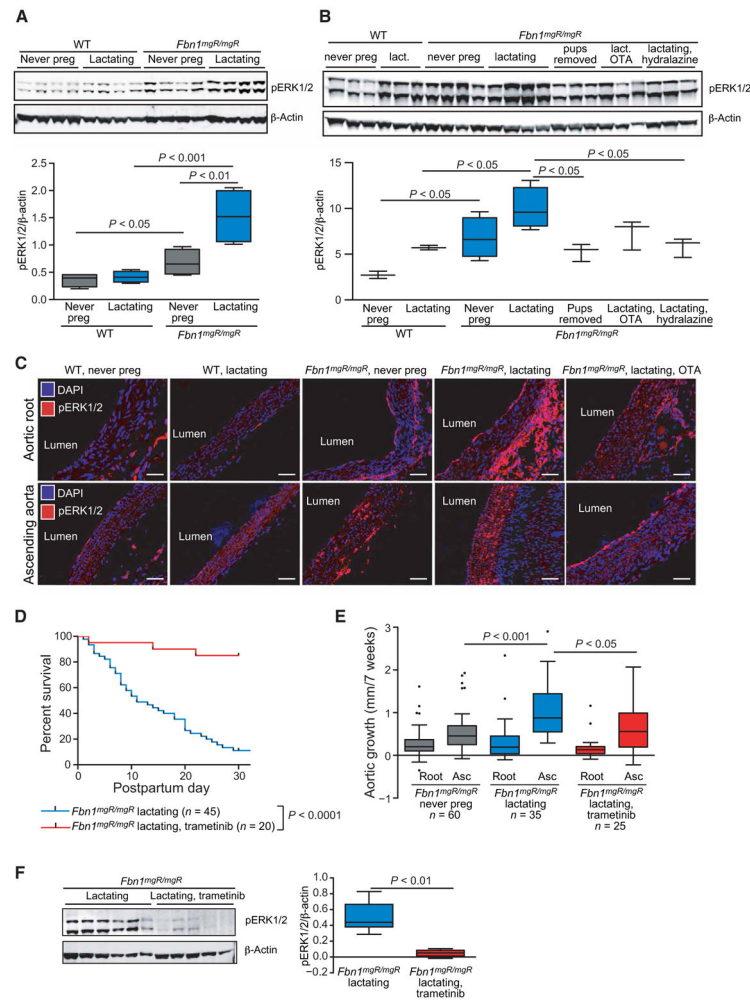 A
WT
Fbn1mgR/mgR
Never preg
Lactating
Never preg
Lactating
pERK1/2
β-Actin
P < 0.001
P < 0.01
P < 0.05
pERK1/2/β-actin
2.5
2.0
1.5
1.0
0.5
0.0
Never preg
Lactating
Never preg
Lactating
WT
Fbn1mgR/mgR
B
WT
Fbn1mgR/mgR
never preg
lact.
never preg
lactating
pups removed
lact. OTA
lactating, hydralazine
pERK1/2
β-Actin
P < 0.05
P < 0.05
P < 0.05
P < 0.05
pERK1/2/β-actin
15
10
5
0
Never preg
Lactating
Never preg
Lactating
Pups removed
Lactating, OTA
Lactating, hydralazine
WT
Fbn1mgR/mgR
C
WT, never preg
WT, lactating
Fbn1mgR/mgR, never preg
Fbn1mgR/mgR, lactating
Fbn1mgR/mgR, lactating, OTA
Aortic root
DAPI
pERK1/2
Lumen
Lumen
Lumen
Lumen
Lumen
Ascending aorta
DAPI
pERK1/2
Lumen
Lumen
Lumen
Lumen
Lumen
D
Percent survival
100
80
60
40
20
0
0
10
20
30
Postpartum day
Fbn1mgR/mgR lactating (n = 45)
Fbn1mgR/mgR lactating, trametinib (n = 20)
P < 0.0001
E
Aortic growth (mm/7 weeks)
3
2
1
0
−1
P < 0.001
P < 0.05
Root
Asc
Root
Asc
Root
Asc
Fbn1mgR/mgR
never preg
n = 60
Fbn1mgR/mgR
lactating
n = 35
Fbn1mgR/mgR
lactating,
trametinib
n = 25
F
Fbn1mgR/mgR
Lactating
Lactating, trametinib
pERK1/2
β-Actin
P < 0.01
pERK1/2/β-actin
1.0
0.8
0.6
0.4
0.2
0.0
−0.2
Fbn1mgR/mgR
lactating
Fbn1mgR/mgR
lactating,
trametinib